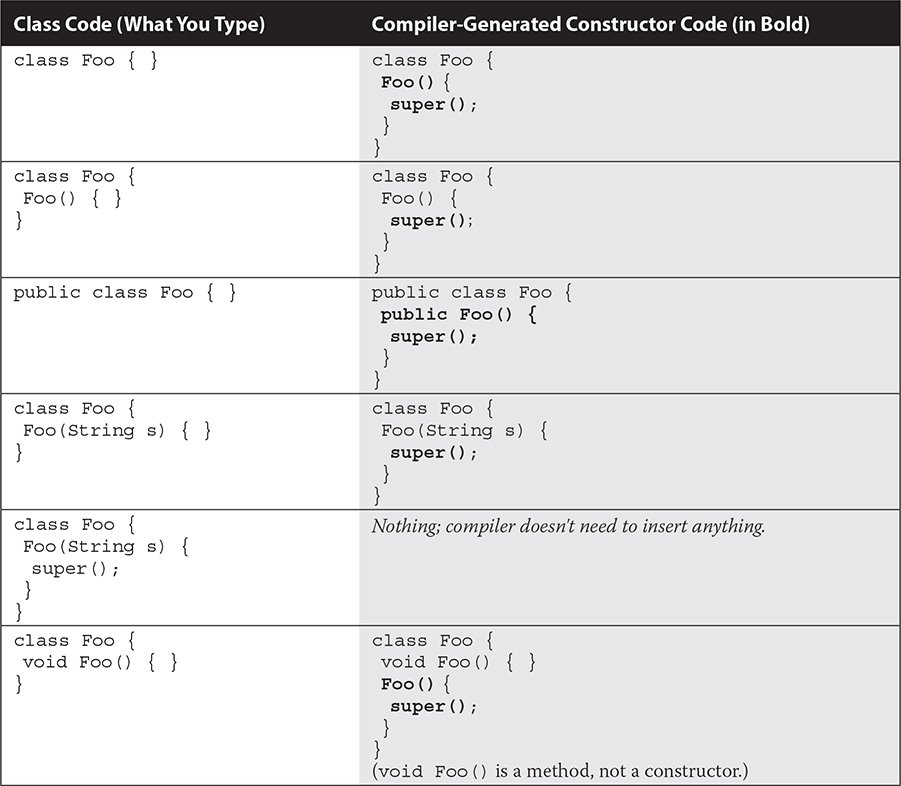 Class Code (What You Type)
Compiler-Generated Constructor Code (in Bold)
class Foo { }
class Foo {
Foo() {
super();
}
}
class Foo {
Foo() { }
}
class Foo {
Foo() {
super();
}
}
public class Foo { }
public class Foo {
public Foo() {
super();
}
}
class Foo {
Foo(String s) { }
}
class Foo {
Foo(String s) {
super();
}
}
class Foo {
Foo(String s) {
super();
}
}
Nothing; compiler doesn't need to insert anything.
class Foo {
void Foo() { }
}
class Foo {
void Foo() { }
Foo() {
super();
}
}
(void Foo() is a method, not a constructor.)